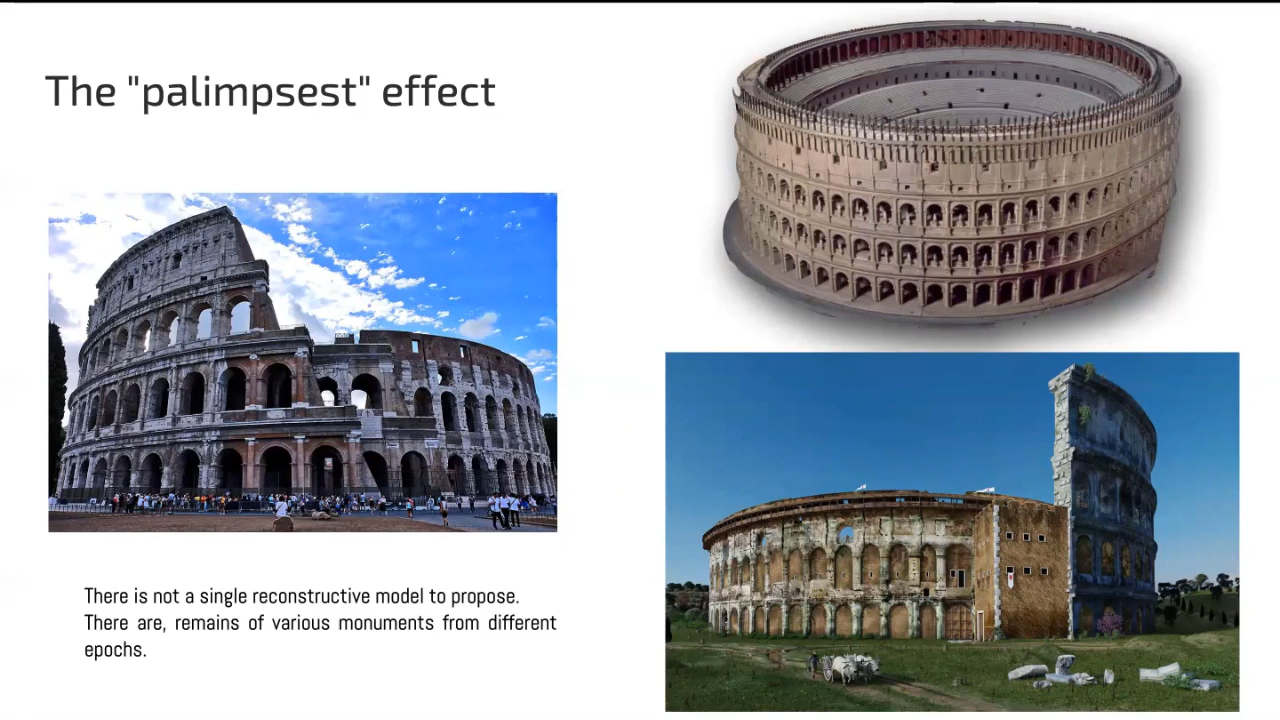 The "palimpsest" effect
There is not a single reconstructive model to propose.
There are, remains of various monuments from different
epochs.